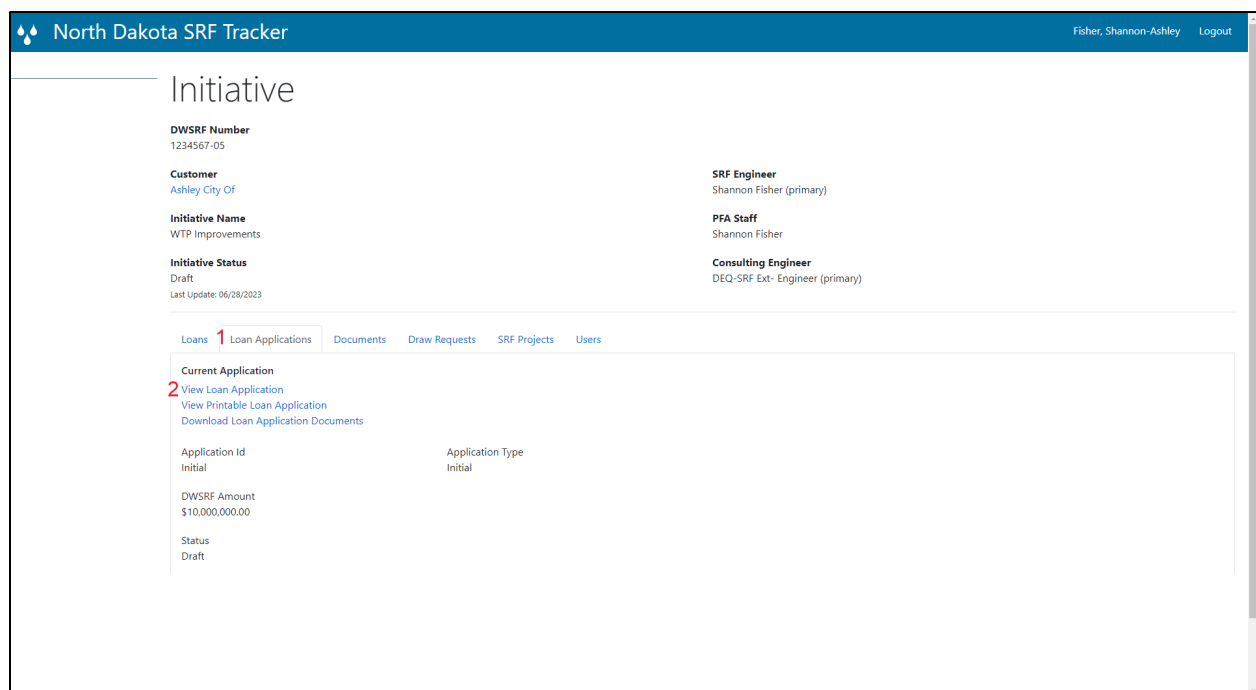 North Dakota SRF Tracker
Fisher, Shannon-Ashley Logout
Initiative
DWSRF Number
1234567-05
Customer
Ashley City Of
SRF Engineer
Shannon Fisher (primary)
Initiative Name
WTP Improvements
PFA Staff
Shannon Fisher
Initiative Status
Draft
Last Update: 06/28/2023
Consulting Engineer
DEQ-SRF Ext- Engineer (primary)
Loans 1 Loan Applications Documents Draw Requests SRF Projects Users
Current Application
2 View Loan Application
View Printable Loan Application
Download Loan Application Documents
Application Id
Initial
Application Type
Initial
DWSRF Amount
$10,000,000.00
Status
Draft